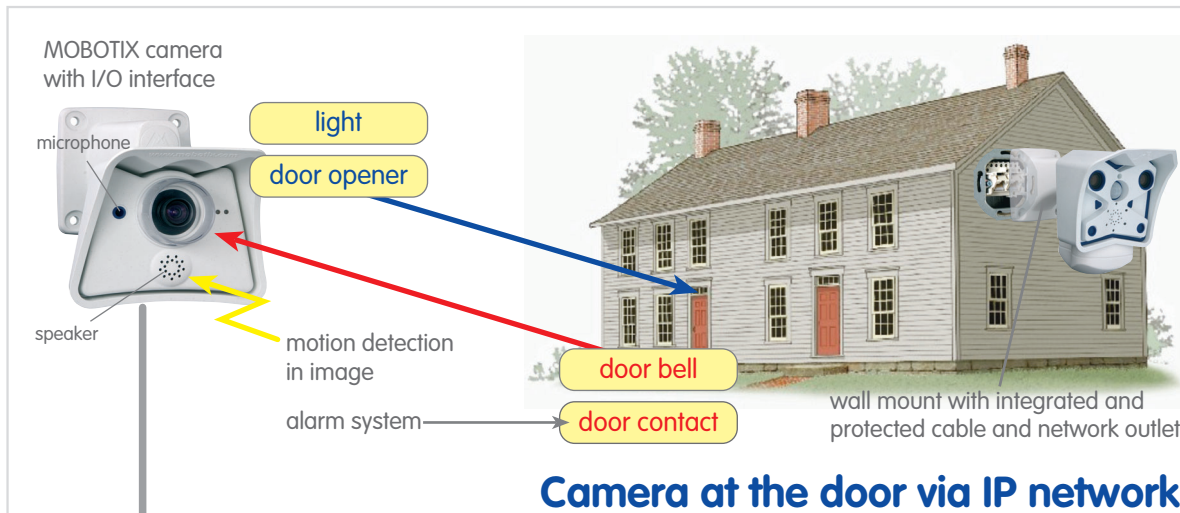 MOBOTIX camera
with I/O interface
microphone
light
door opener
speaker
motion detection
in image
door bell
alarm system
door contact
wall mount with integrated and
protected cable and network outlet
Camera at the door via IP network